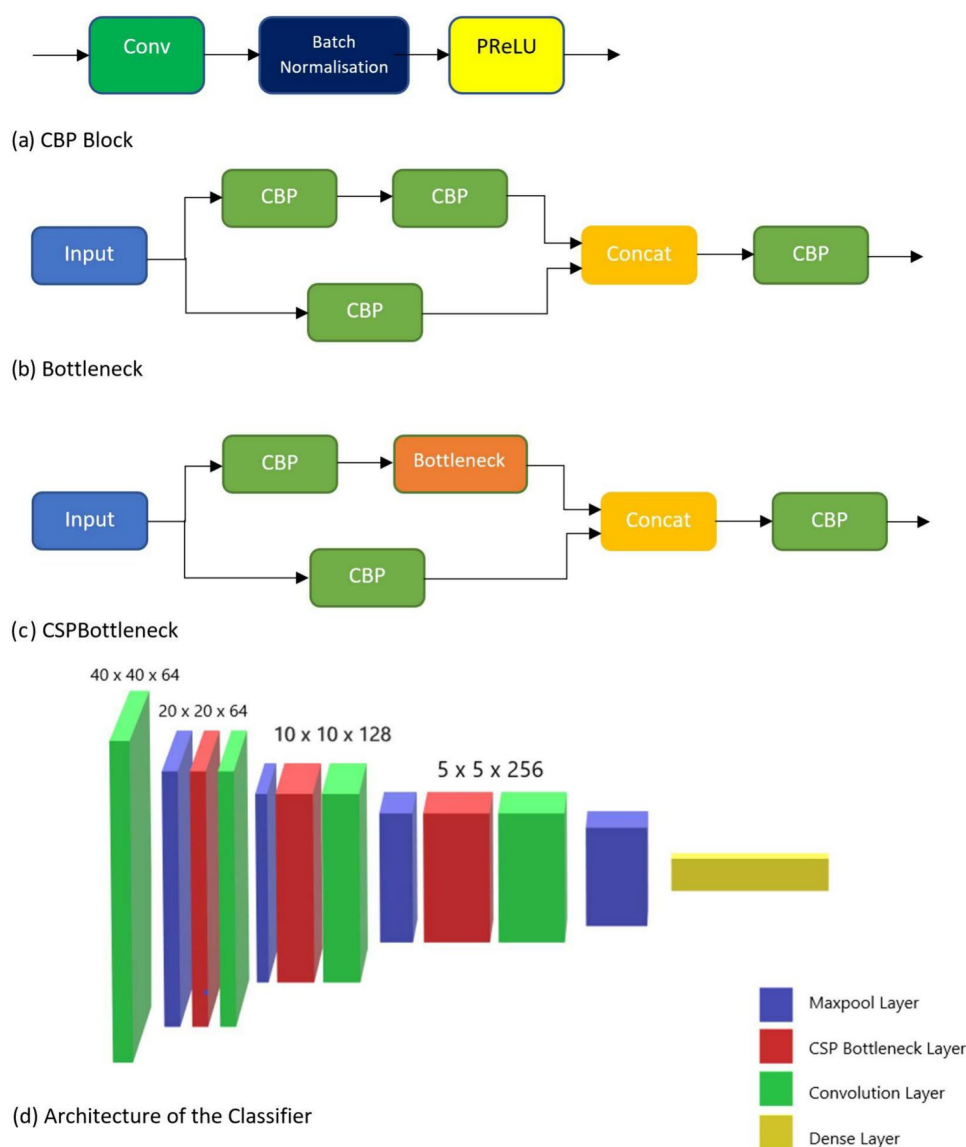 Conv
Batch
Normalisation
PReLU
(a) CBP Block
CBP
CBP
Input
Concat
CBP
CBP
(b) Bottleneck
CBP
Bottleneck
Input
Concat
CBP
CBP
(c) CSPBottleneck
40 x 40 x 64
20 x 20 x 64
10 x 10 x 128
5 x 5 x 256
Maxpool Layer
CSP Bottleneck Layer
Convolution Layer
(d) Architecture of the Classifier
Dense Layer